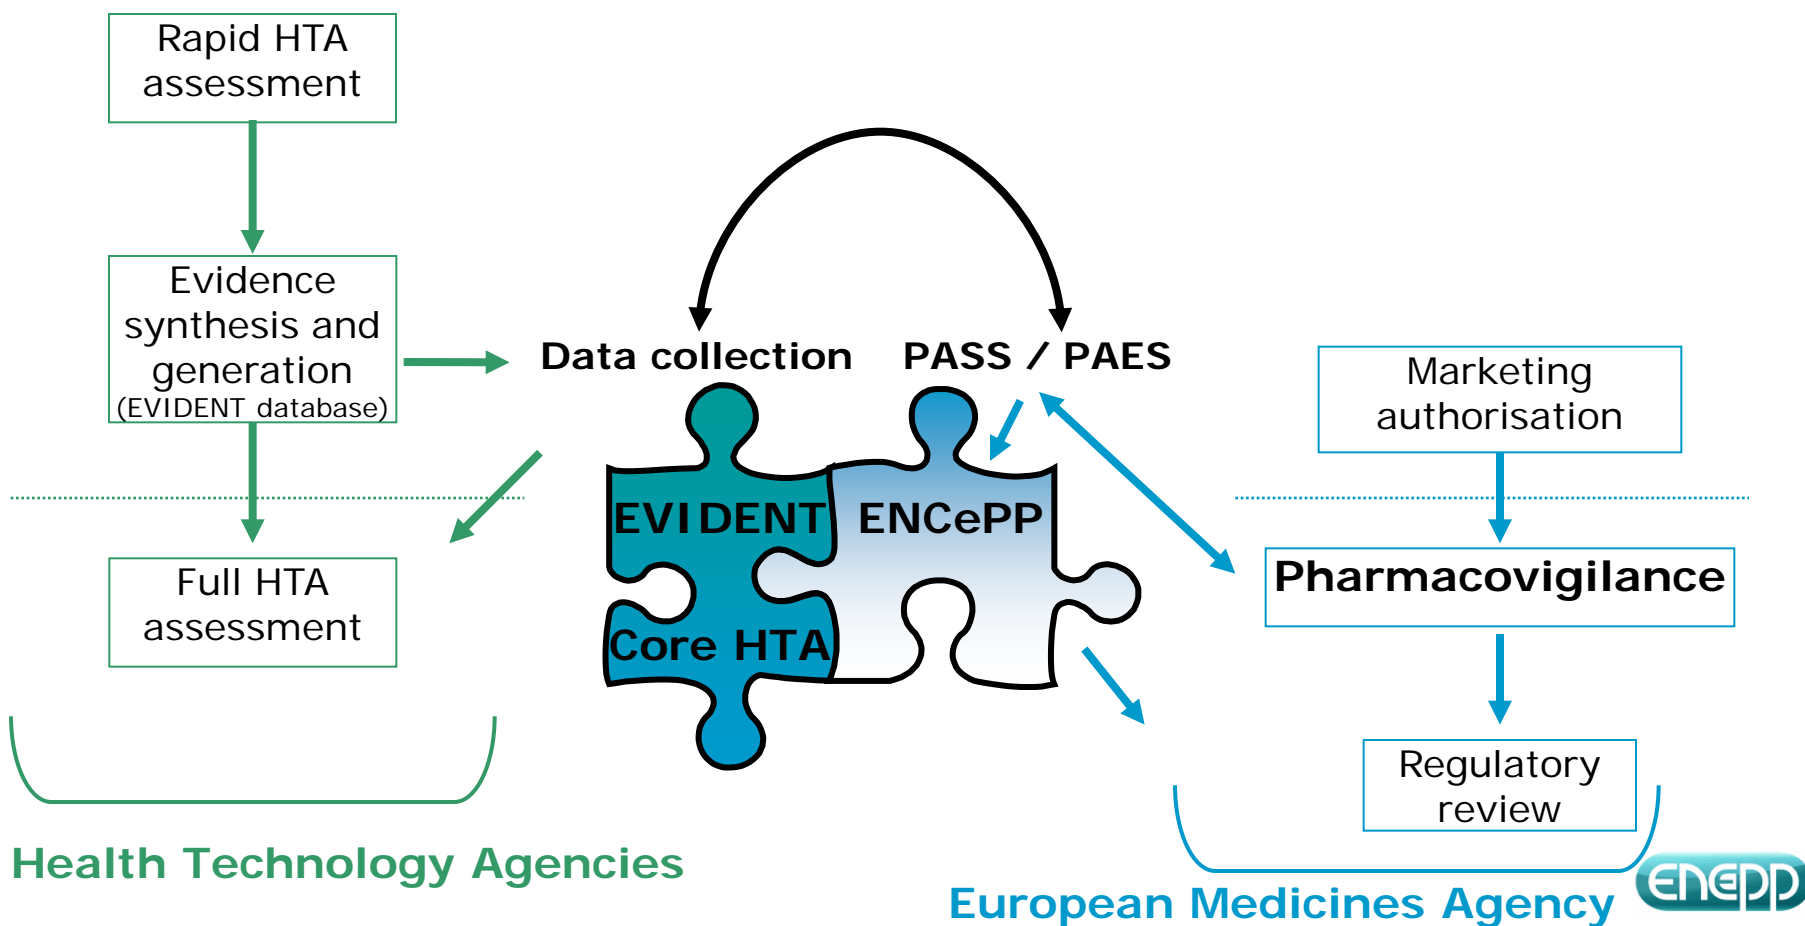 Rapid HTA
assessment
Evidence
synthesis and
generation
(EVIDENT database)
Full HTA
assessment
Health Technology Agencies
Data collection
PASS / PAES
EVIDENT
ENCePP
Core HTA
Marketing
authorisation
Pharmacovigilance
Regulatory
review
European Medicines Agency
enepp